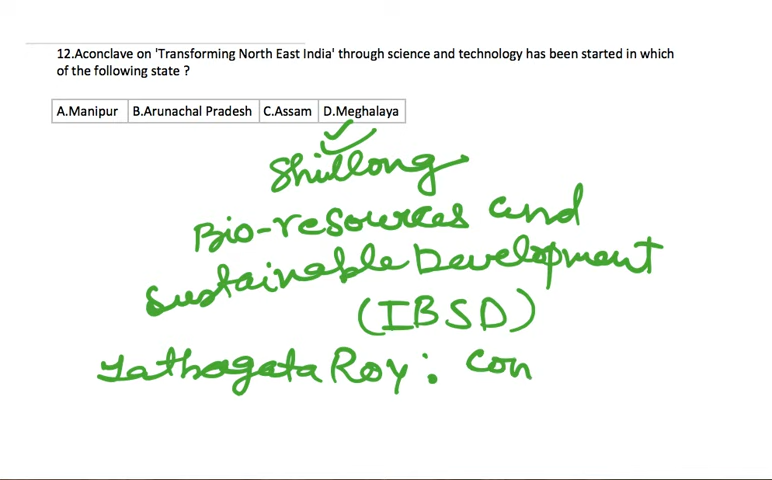 12.Aconclave on 'Transforming North East India' through science and technology has been started in which
of the following state ?
A.Manipur B.Arunachal Pradesh C.Assam D.Meghalaya
Shillong
Bio-resources and
Sustainable Development
(IBSD)
Tathagata Roy: Con